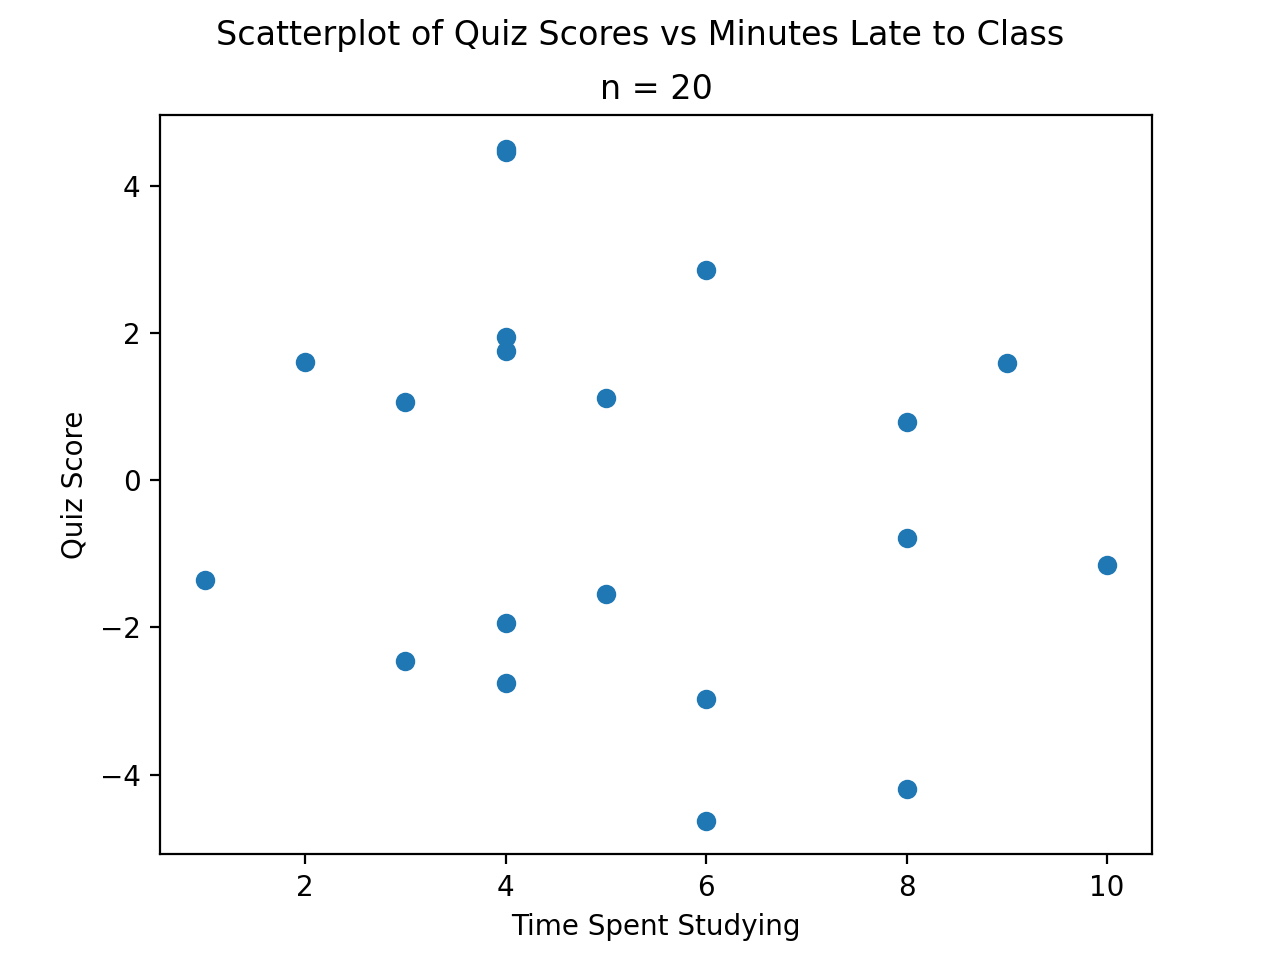 Scatterplot of Quiz Scores vs Minutes Late to Class
n = 20
4
2
0
−2
−4
Quiz Score
2 4 6 8 10
Time Spent Studying